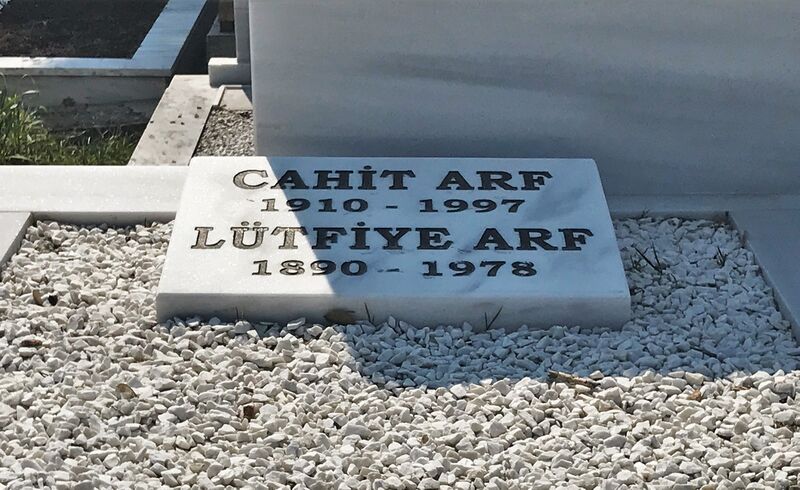 CAHİT ARF
1910 - 1997
LÜTFİYE ARF
1890 - 1978